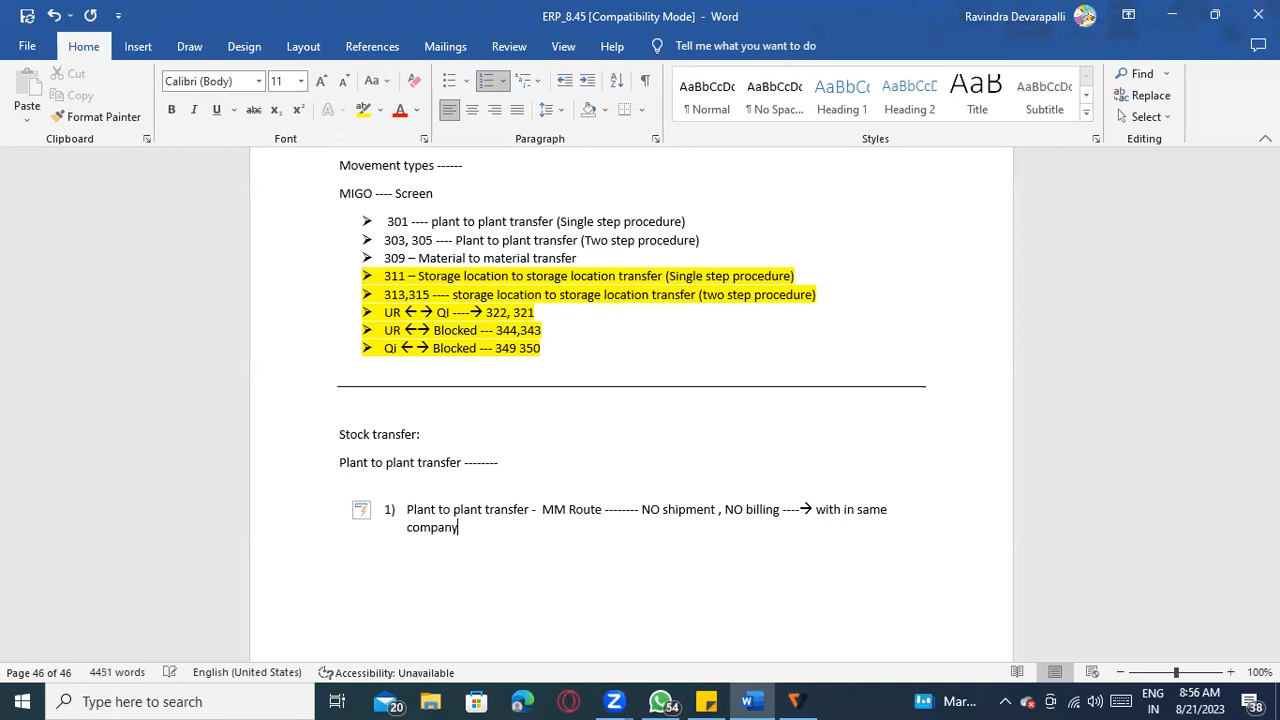 ERP_8.45 [Compatibility Mode] - Word
Ravindra Devarapalli
File Home Insert Draw Design Layout References Mailings Review View Help Tell me what you want to do
Paste
Cut
Copy
Format Painter
Clipboard
Calibri (Body) 11
Font
Paragraph
AaBbCcDc AaBbCcDc AaBbCcD AaBbCcD AaB AaBbCcD
¶ Normal ¶ No Spac... Heading 1 Heading 2 Title Subtitle
Styles
Find
Replace
Select
Editing
Movement types ------
MIGO ---- Screen
301 ---- plant to plant transfer (Single step procedure)
303, 305 ---- Plant to plant transfer (Two step procedure)
309 – Material to material transfer
311 – Storage location to storage location transfer (Single step procedure)
313,315 ---- storage location to storage location transfer (two step procedure)
UR ← → QI ----→ 322, 321
UR ←→ Blocked --- 344,343
Qi ← → Blocked --- 349 350
Stock transfer:
Plant to plant transfer --------
1) Plant to plant transfer - MM Route -------- NO shipment , NO billing ----→ with in same
company
Page 46 of 46 4451 words English (United States) Accessibility: Unavailable 100%
Type here to search
20
54
Mar...
ENG
IN
8:56 AM
8/21/2023
38